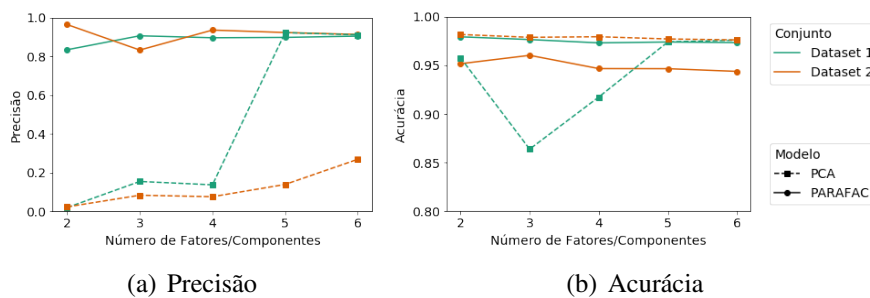 1.0
0.8
0.6
0.4
0.2
0.0
Precisão
2 3 4 5 6
Número de Fatores/Componentes
(a) Precisão
1.00
0.95
0.90
0.85
0.80
Acurácia
2 3 4 5 6
Número de Fatores/Componentes
(b) Acurácia
Conjunto
Dataset 1
Dataset 2
Modelo
PCA
PARAFAC